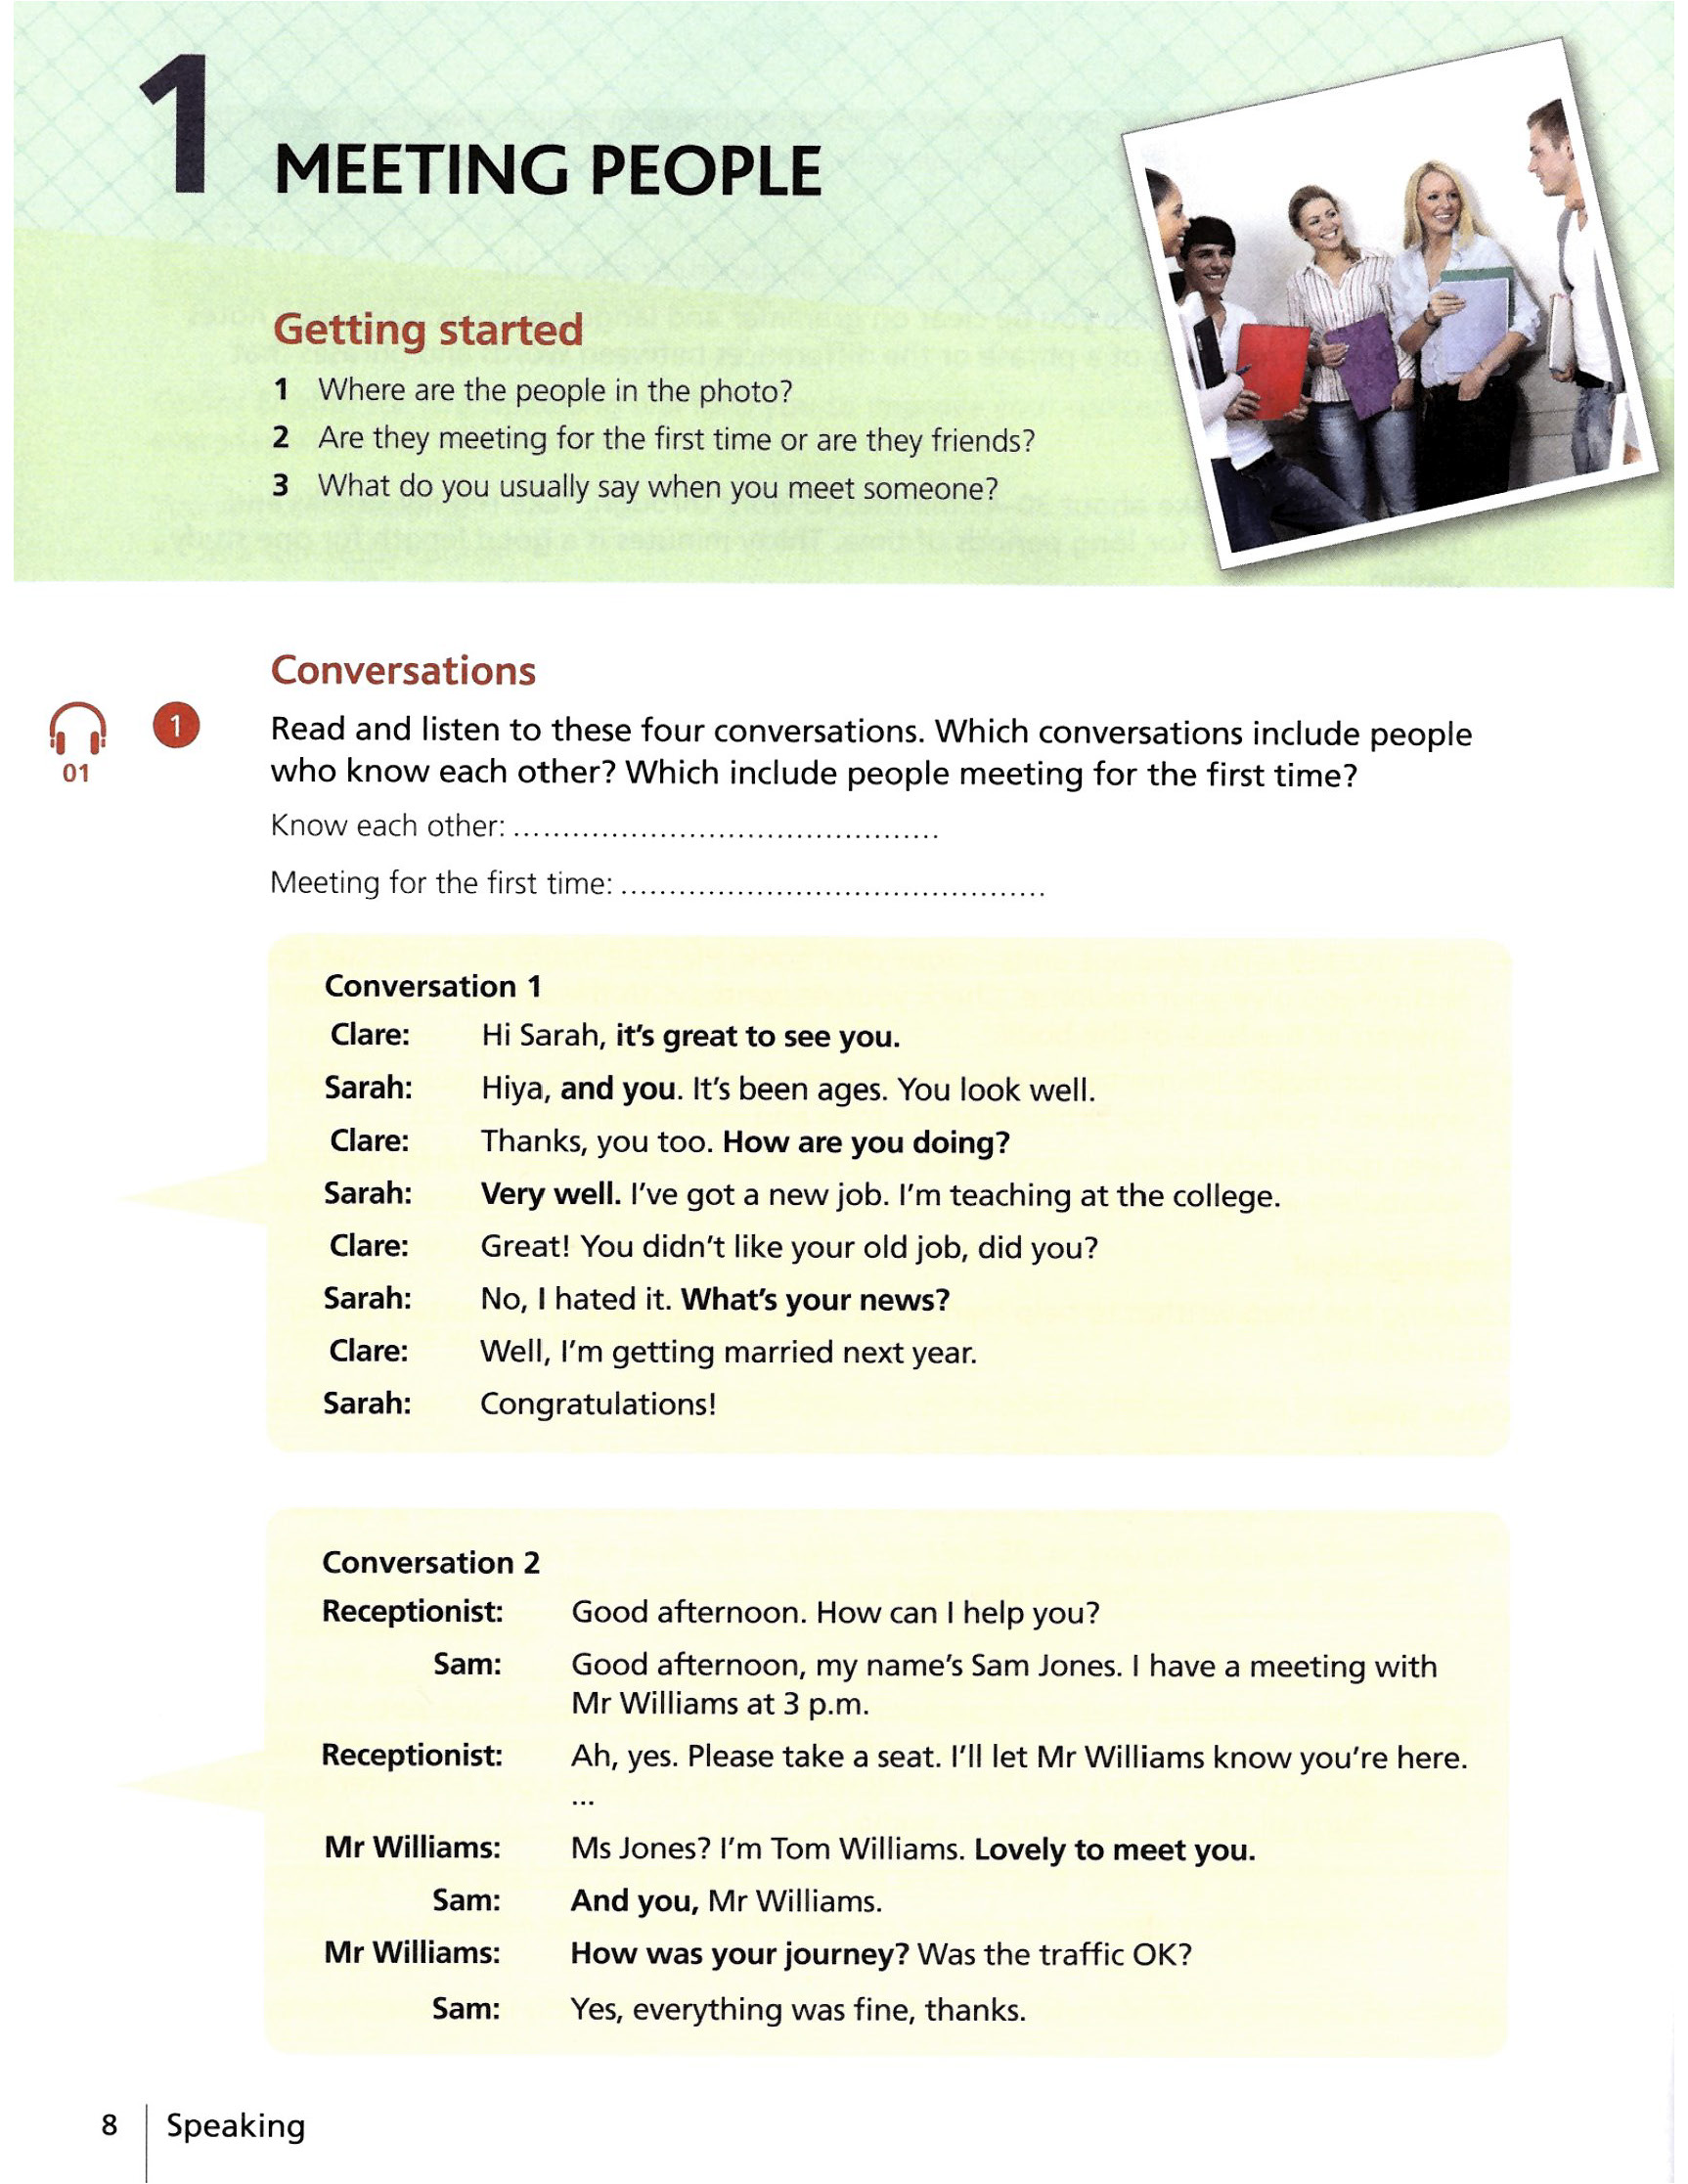 1
MEETING PEOPLE
Getting started
1 Where are the people in the photo?
2 Are they meeting for the first time or are they friends?
3 What do you usually say when you meet someone?
Conversations
01
1
Read and listen to these four conversations. Which conversations include people
who know each other? Which include people meeting for the first time?
Know each other: ............................................
Meeting for the first time: ............................................
Conversation 1
Clare: Hi Sarah, it's great to see you.
Sarah: Hiya, and you. It's been ages. You look well.
Clare: Thanks, you too. How are you doing?
Sarah: Very well. I've got a new job. I'm teaching at the college.
Clare: Great! You didn't like your old job, did you?
Sarah: No, I hated it. What's your news?
Clare: Well, I'm getting married next year.
Sarah: Congratulations!
Conversation 2
Receptionist: Good afternoon. How can I help you?
Sam: Good afternoon, my name's Sam Jones. I have a meeting with
Mr Williams at 3 p.m.
Receptionist: Ah, yes. Please take a seat. I'll let Mr Williams know you're here.
...
Mr Williams: Ms Jones? I'm Tom Williams. Lovely to meet you.
Sam: And you, Mr Williams.
Mr Williams: How was your journey? Was the traffic OK?
Sam: Yes, everything was fine, thanks.
8 Speaking